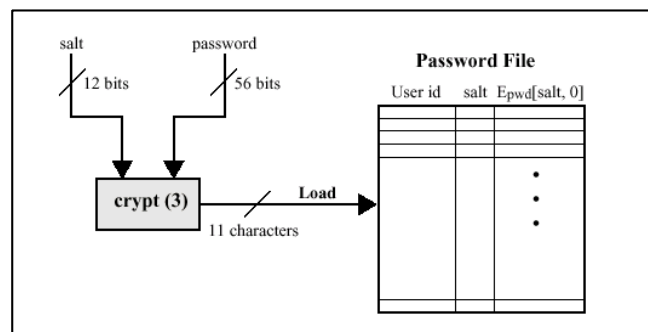 salt
password
12 bits
56 bits
crypt (3)
Load
11 characters
Password File
User id
salt
Epwd[salt, 0]